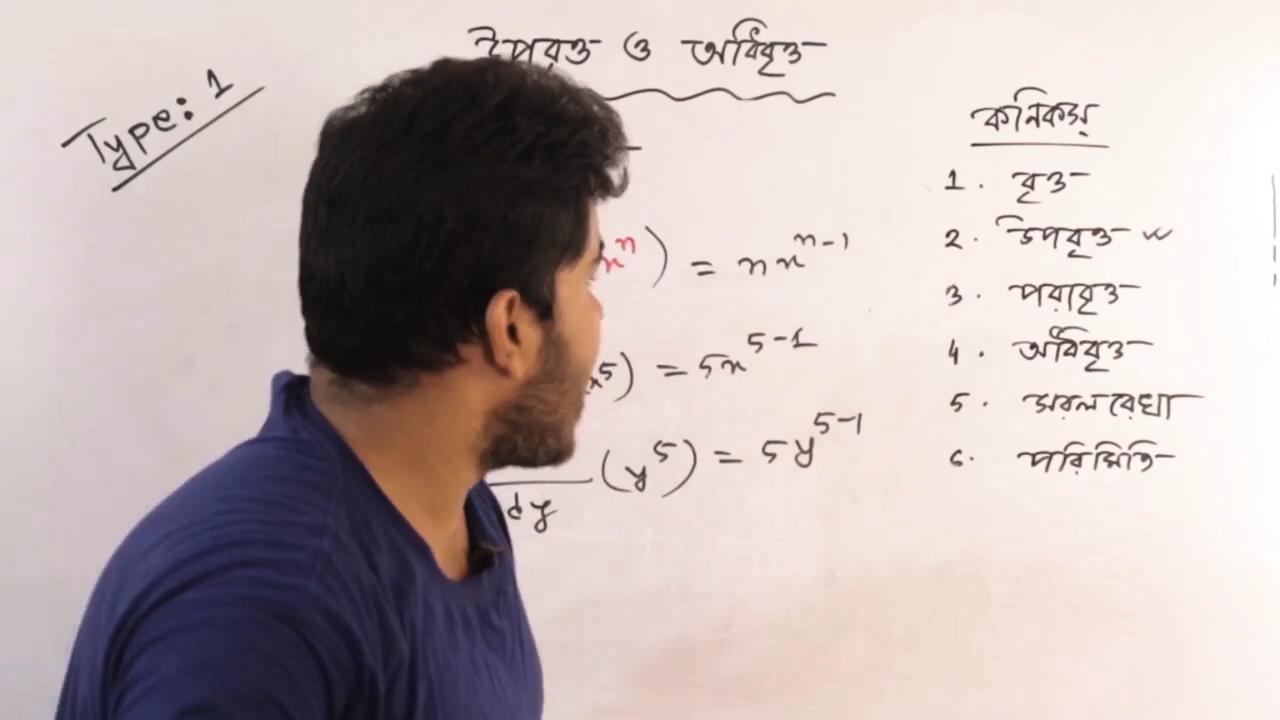 উপবৃত্ত ও অধিবৃত্ত
Type: 1
x^n) = nx^{n-1}
x^5) = 5x^{5-1}
dy (y^5) = 5y^{5-1}
কনিকস্
1. বৃত্ত
2. উপবৃত্ত
3. পরাবৃত্ত
4. অধিবৃত্ত
5. সরলরেখা
6. পরিমিতি